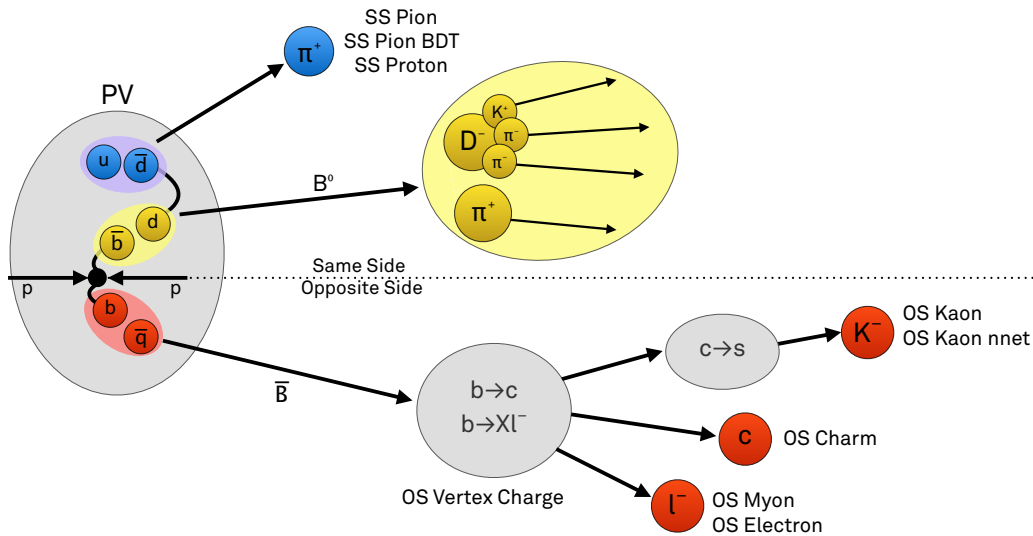 SS Pion
SS Pion BDT
SS Proton
π⁺
PV
u
d̅
K⁺
D⁻
π⁻
π⁻
B⁰
π⁺
d
b̅
Same Side
Opposite Side
p
p
b
q̅
OS Kaon
OS Kaon nnet
K⁻
c→s
B̅
b→c
b→Xl⁻
c
OS Charm
OS Vertex Charge
l⁻
OS Myon
OS Electron